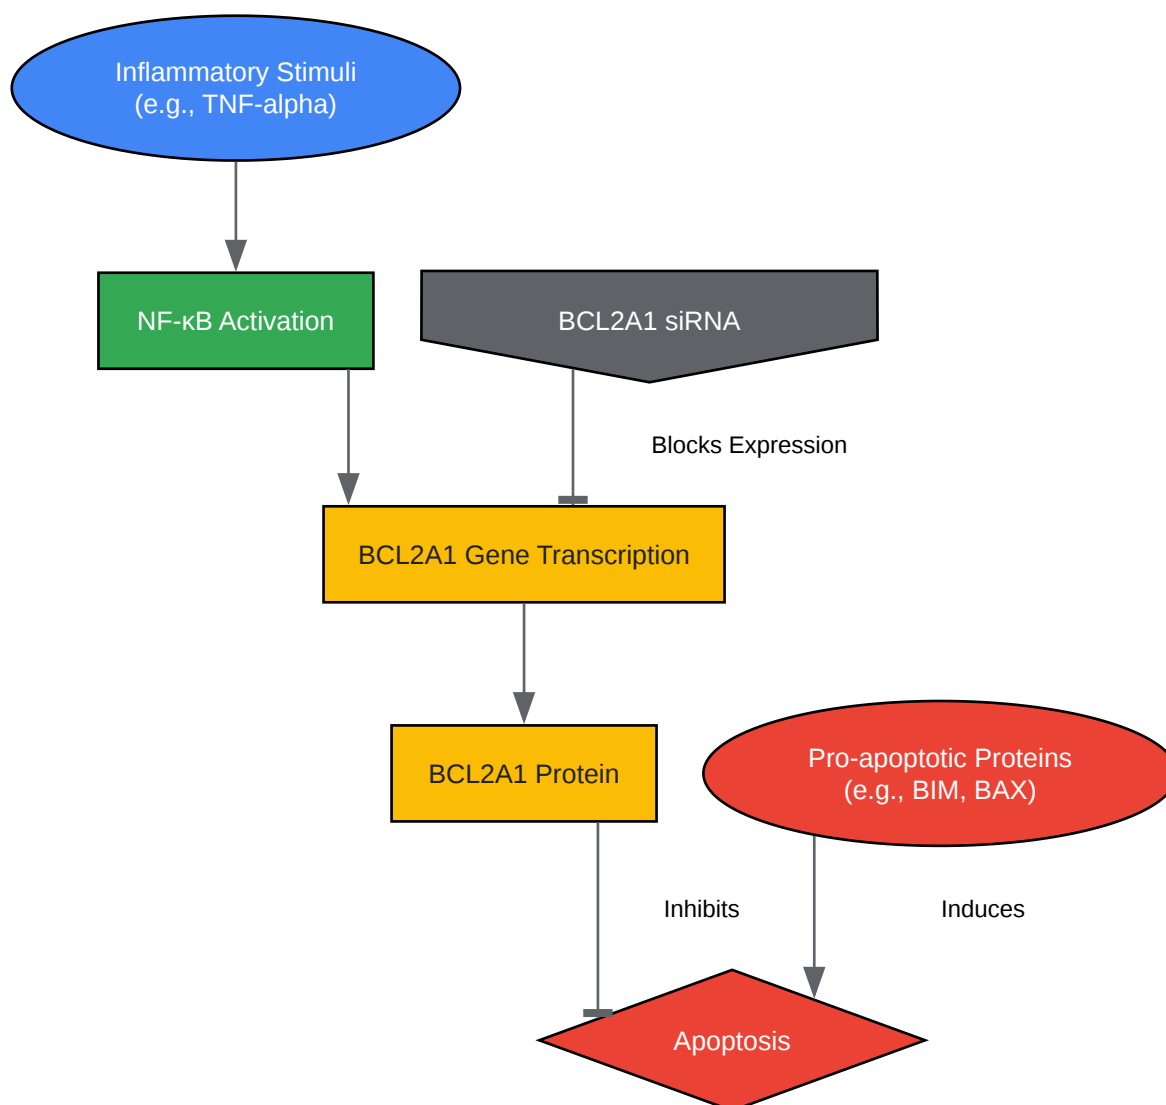 Inflammatory Stimuli
(e.g., TNF-alpha)
NF-κB Activation
BCL2A1 siRNA
Blocks Expression
BCL2A1 Gene Transcription
BCL2A1 Protein
Pro-apoptotic Proteins
(e.g., BIM, BAX)
Inhibits
Induces
Apoptosis